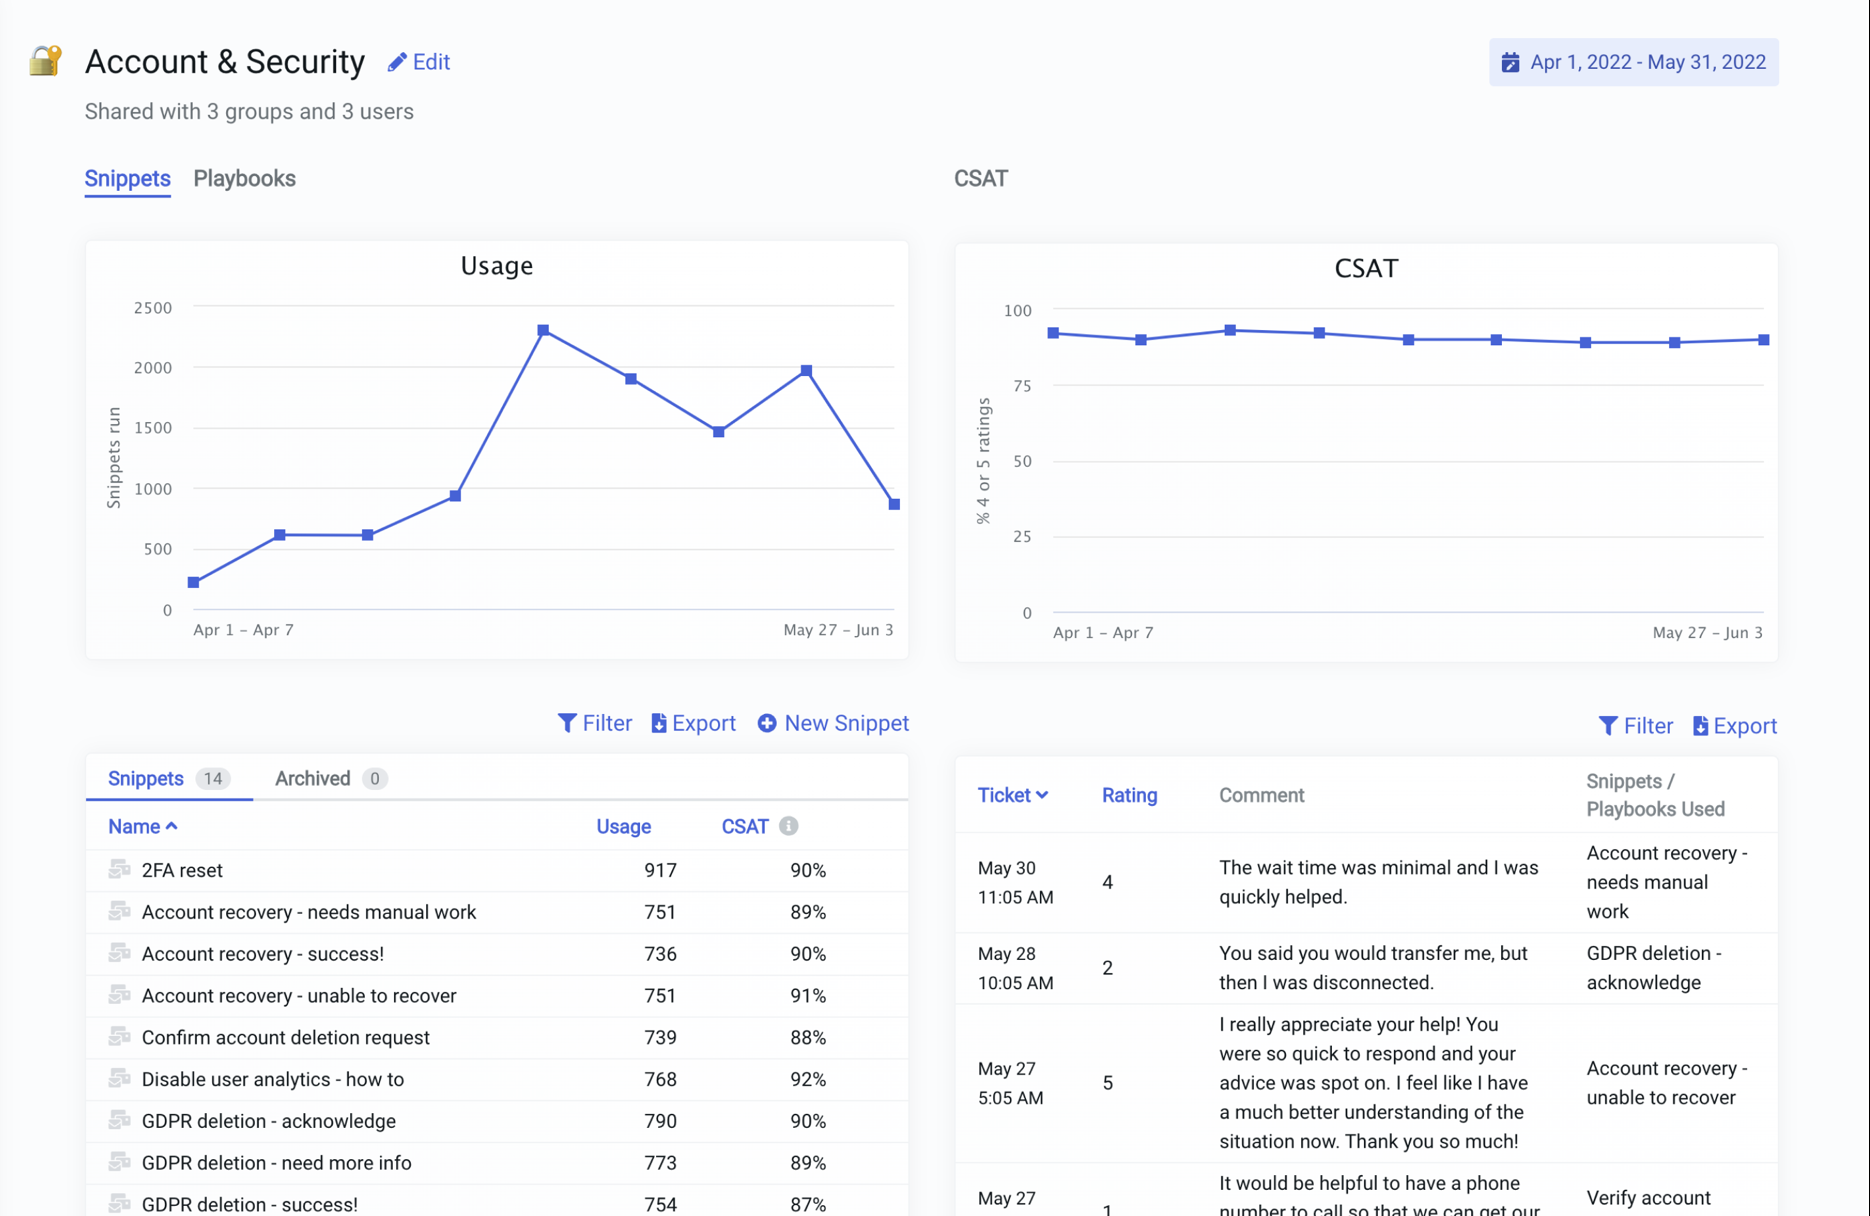 Account & Security
Edit
Apr 1, 2022 - May 31, 2022
Shared with 3 groups and 3 users
Snippets
Playbooks
CSAT
Usage
2500
2000
1500
1000
500
0
Snippets run
Apr 1 – Apr 7
May 27 – Jun 3
CSAT
100
75
50
25
0
% 4 or 5 ratings
Apr 1 – Apr 7
May 27 – Jun 3
Filter
Export
New Snippet
Snippets 14
Archived 0
Name Usage CSAT
2FA reset 917 90%
Account recovery - needs manual work 751 89%
Account recovery - success! 736 90%
Account recovery - unable to recover 751 91%
Confirm account deletion request 739 88%
Disable user analytics - how to 768 92%
GDPR deletion - acknowledge 790 90%
GDPR deletion - need more info 773 89%
GDPR deletion - success! 754 87%
Filter
Export
Ticket
Rating
Comment
Snippets /
Playbooks Used
May 30
11:05 AM
4
The wait time was minimal and I was
quickly helped.
Account recovery -
needs manual
work
May 28
10:05 AM
2
You said you would transfer me, but
then I was disconnected.
GDPR deletion -
acknowledge
May 27
5:05 AM
5
I really appreciate your help! You
were so quick to respond and your
advice was spot on. I feel like I have
a much better understanding of the
situation now. Thank you so much!
Account recovery -
unable to recover
May 27
1
It would be helpful to have a phone
number to call so that we can get our
Verify account